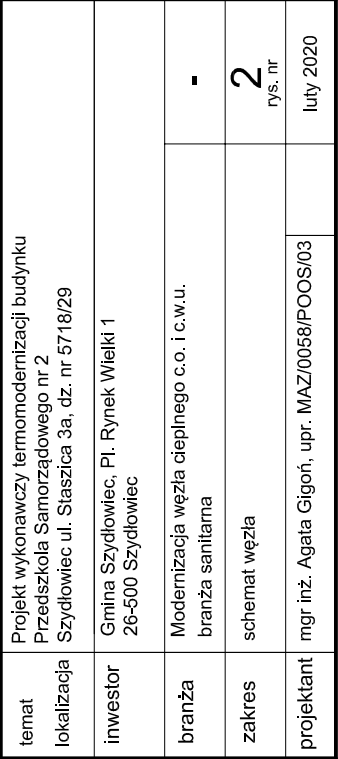 temat
Projekt wykonawczy termomodernizacji budynku
Przedszkola Samorządowego nr 2
lokalizacja
Szydłowiec ul. Staszica 3a, dz. nr 5718/29
inwestor
Gmina Szydłowiec, Pl. Rynek Wielki 1
26-500 Szydłowiec
branża
Modernizacja węzła cieplnego c.o. i c.w.u.
branża sanitarna
-
zakres
schemat węzła
2
rys. nr
projektant
mgr inż. Agata Gigoń, upr. MAZ/0058/POOS/03
luty 2020